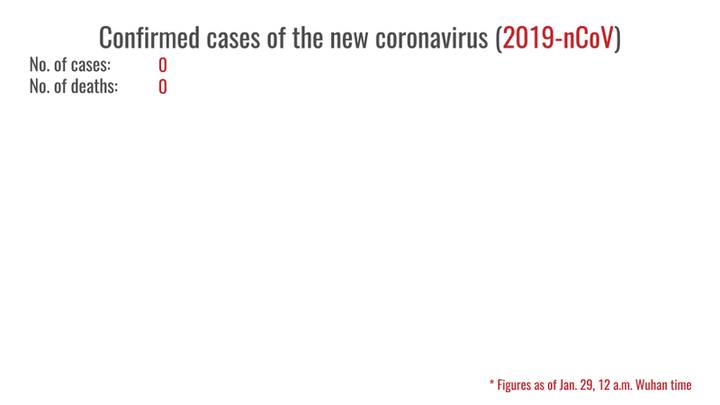 Confirmed cases of the new coronavirus (2019-nCoV)
No. of cases: 0
No. of deaths: 0
* Figures as of Jan. 29, 12 a.m. Wuhan time